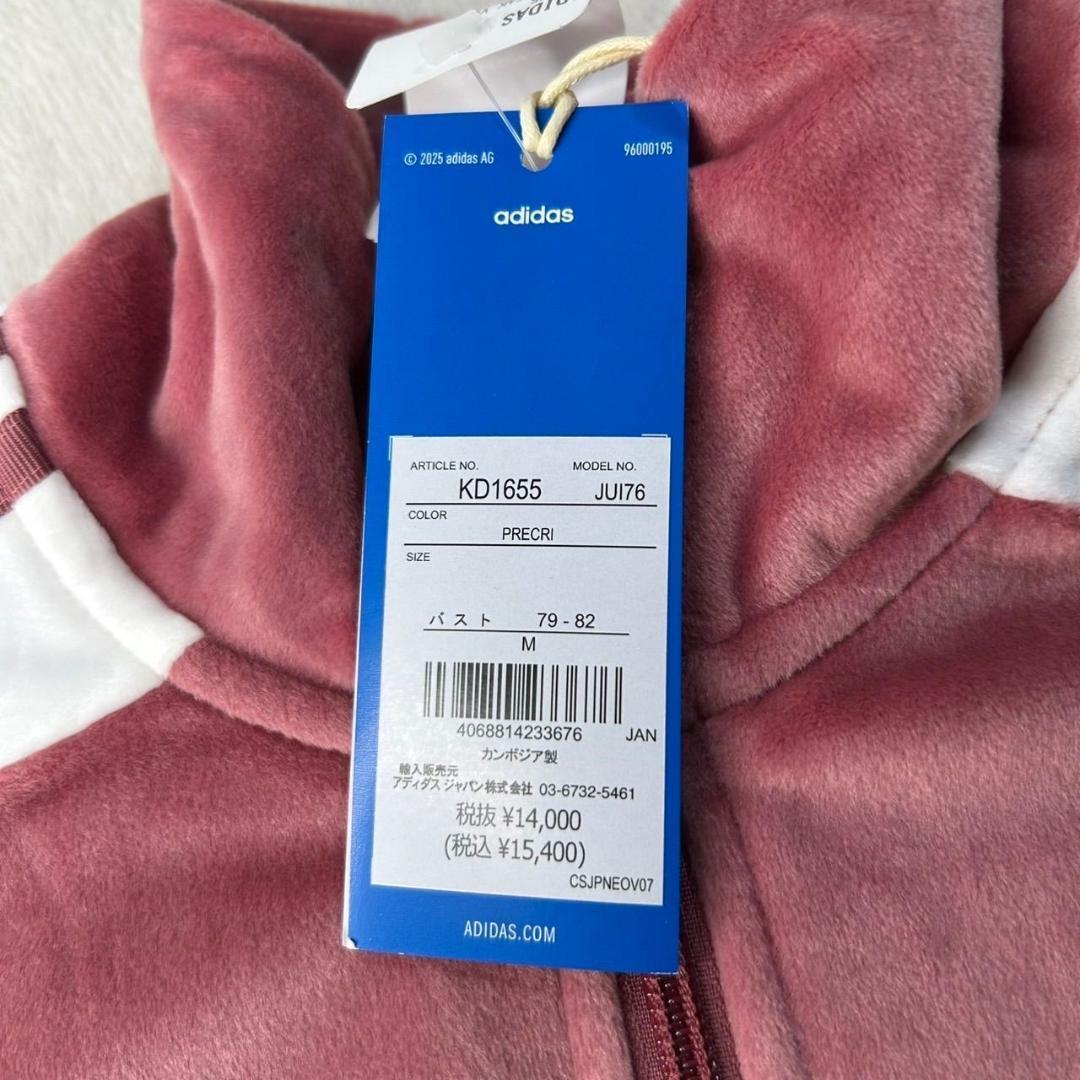 ADIDAS
© 2025 adidas AG
96000195
adidas
ARTICLE NO. MODEL NO.
KD1655 JUI76
COLOR
PRECRI
SIZE
バスト 79 - 82
M
4068814233676 JAN
カンボジア製
輸入販売元
アディダス ジャパン株式会社 03-6732-5461
税抜 ¥14,000
(税込 ¥15,400)
CSJPNEOV07
ADIDAS.COM